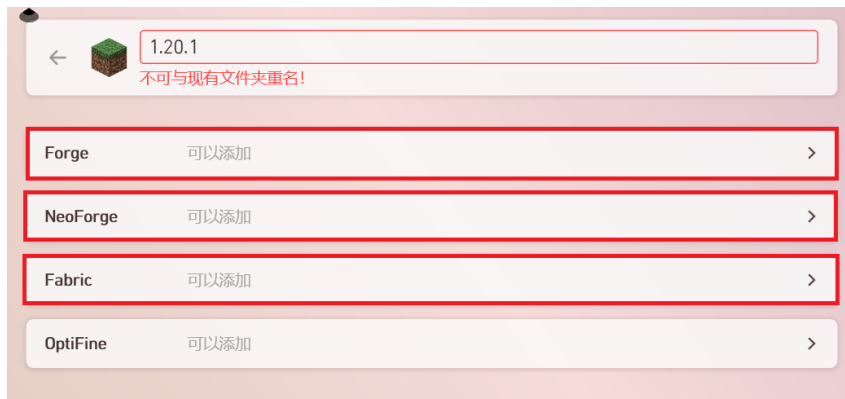 1.20.1
不可与现有文件夹重名！
Forge 可以添加
NeoForge 可以添加
Fabric 可以添加
OptiFine 可以添加